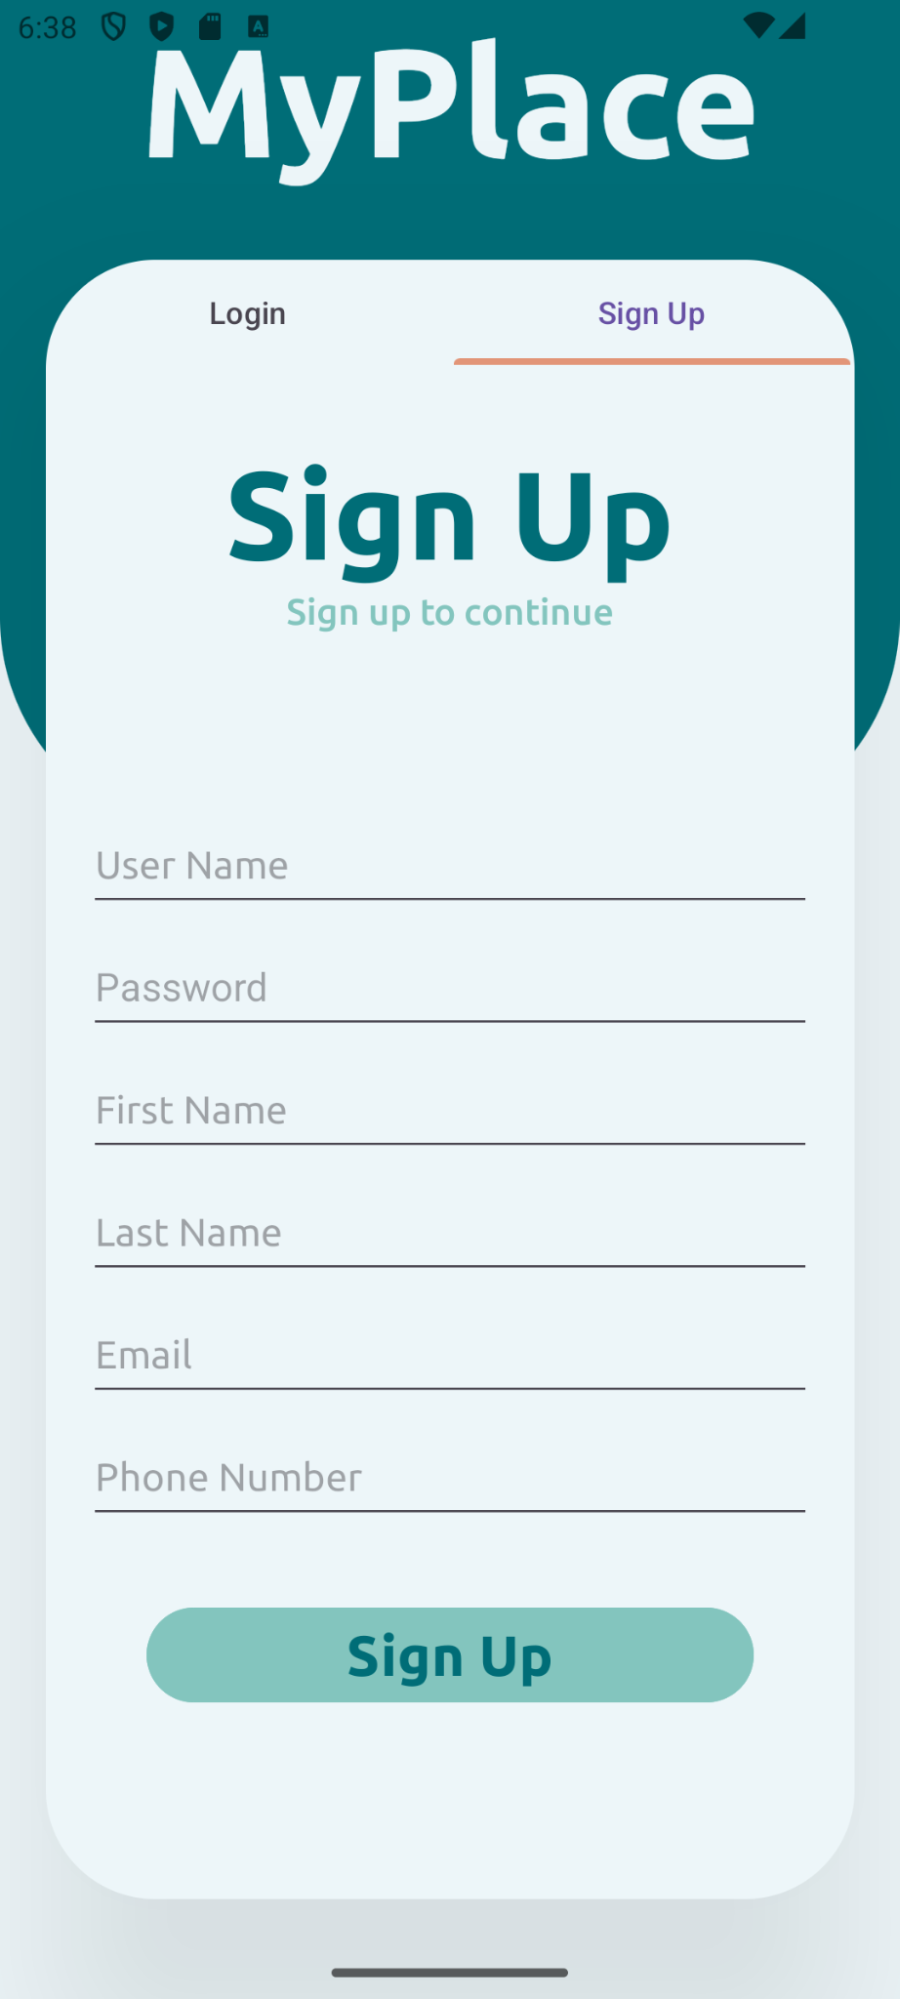 6:38
MyPlace
Login
Sign Up
Sign Up
Sign up to continue
User Name
Password
First Name
Last Name
Email
Phone Number
Sign Up